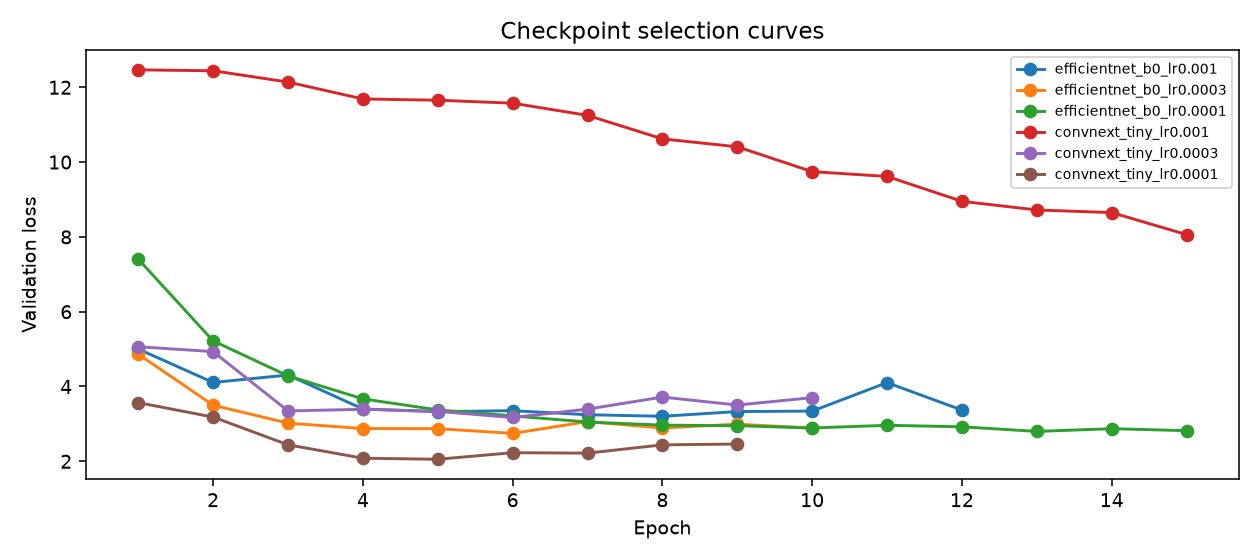 Checkpoint selection curves
efficientnet_b0_lr0.001
efficientnet_b0_lr0.0003
efficientnet_b0_lr0.0001
convnext_tiny_lr0.001
convnext_tiny_lr0.0003
convnext_tiny_lr0.0001
Validation loss
12
10
8
6
4
2
2 4 6 8 10 12 14
Epoch